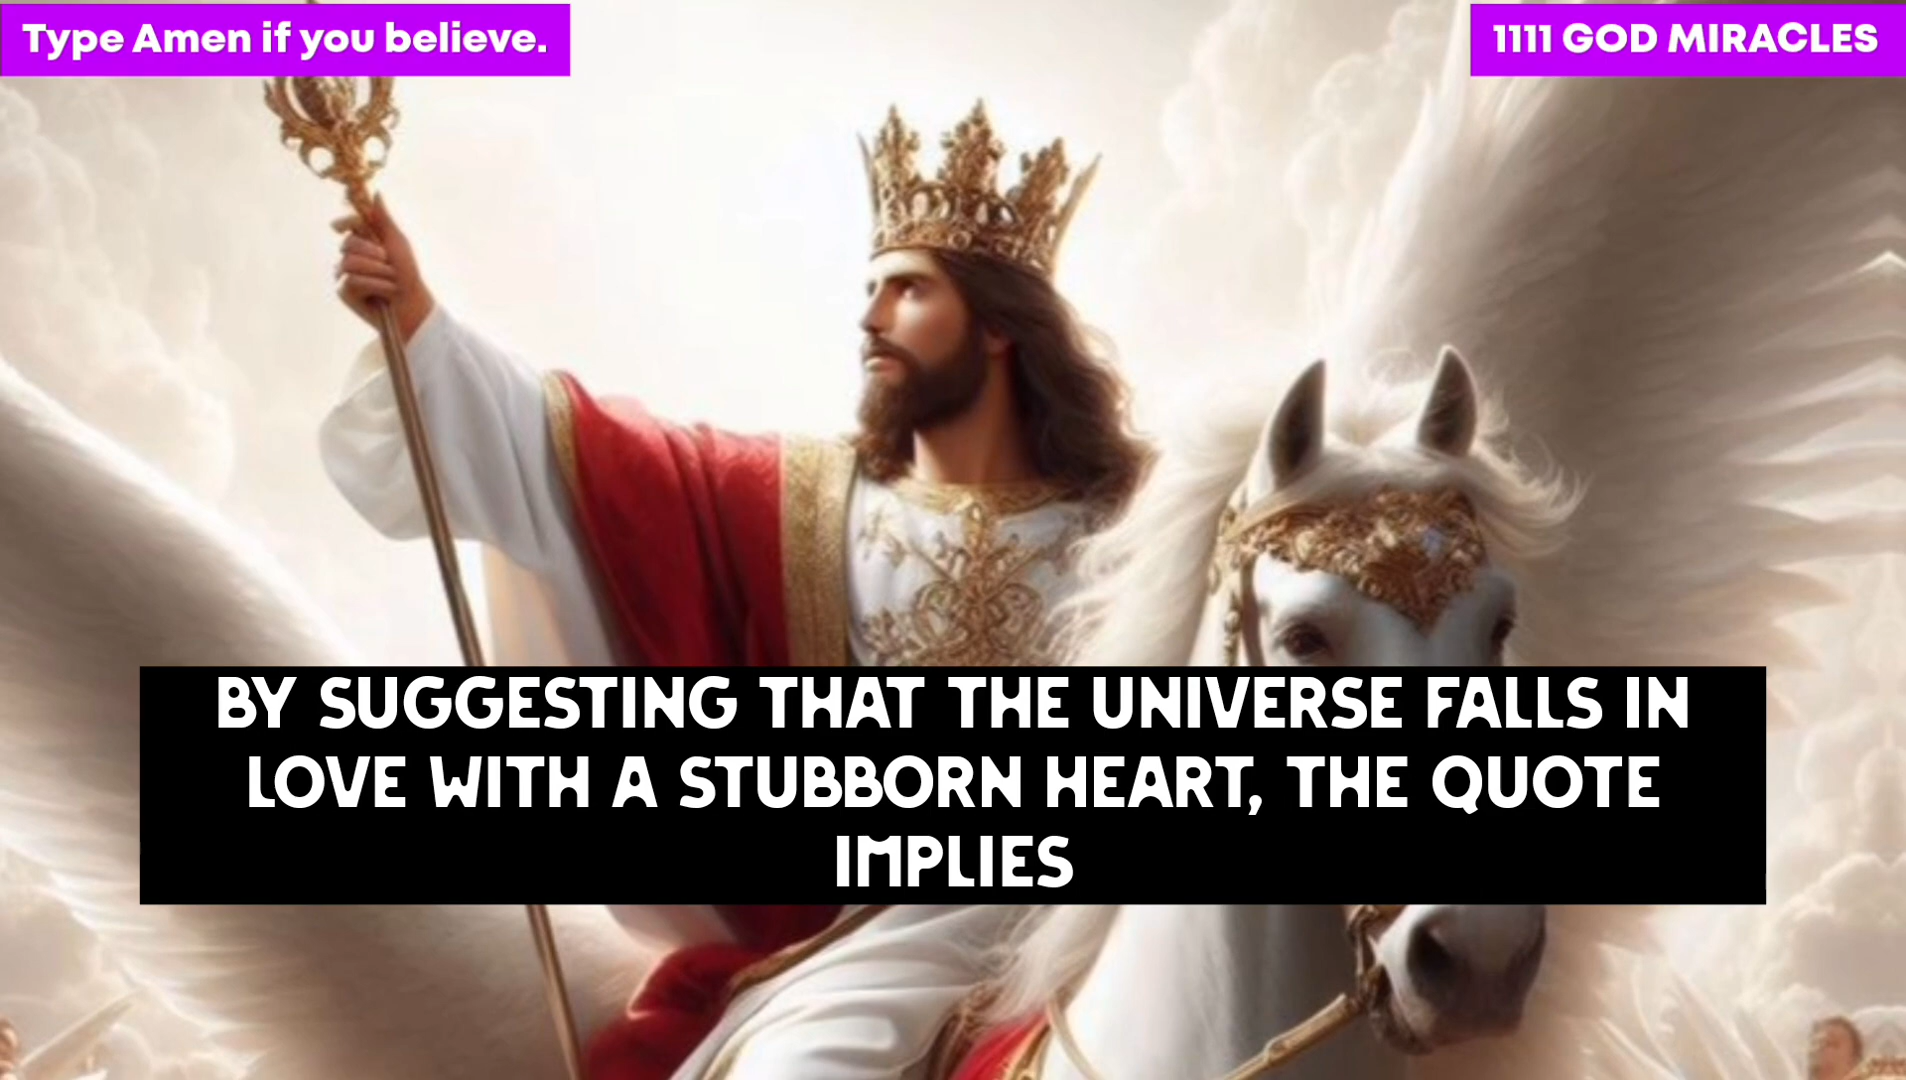 Type Amen if you believe.
1111 GOD MIRACLES
BY SUGGESTING THAT THE UNIVERSE FALLS IN
LOVE WITH A STUBBORN HEART, THE QUOTE
IMPLIES